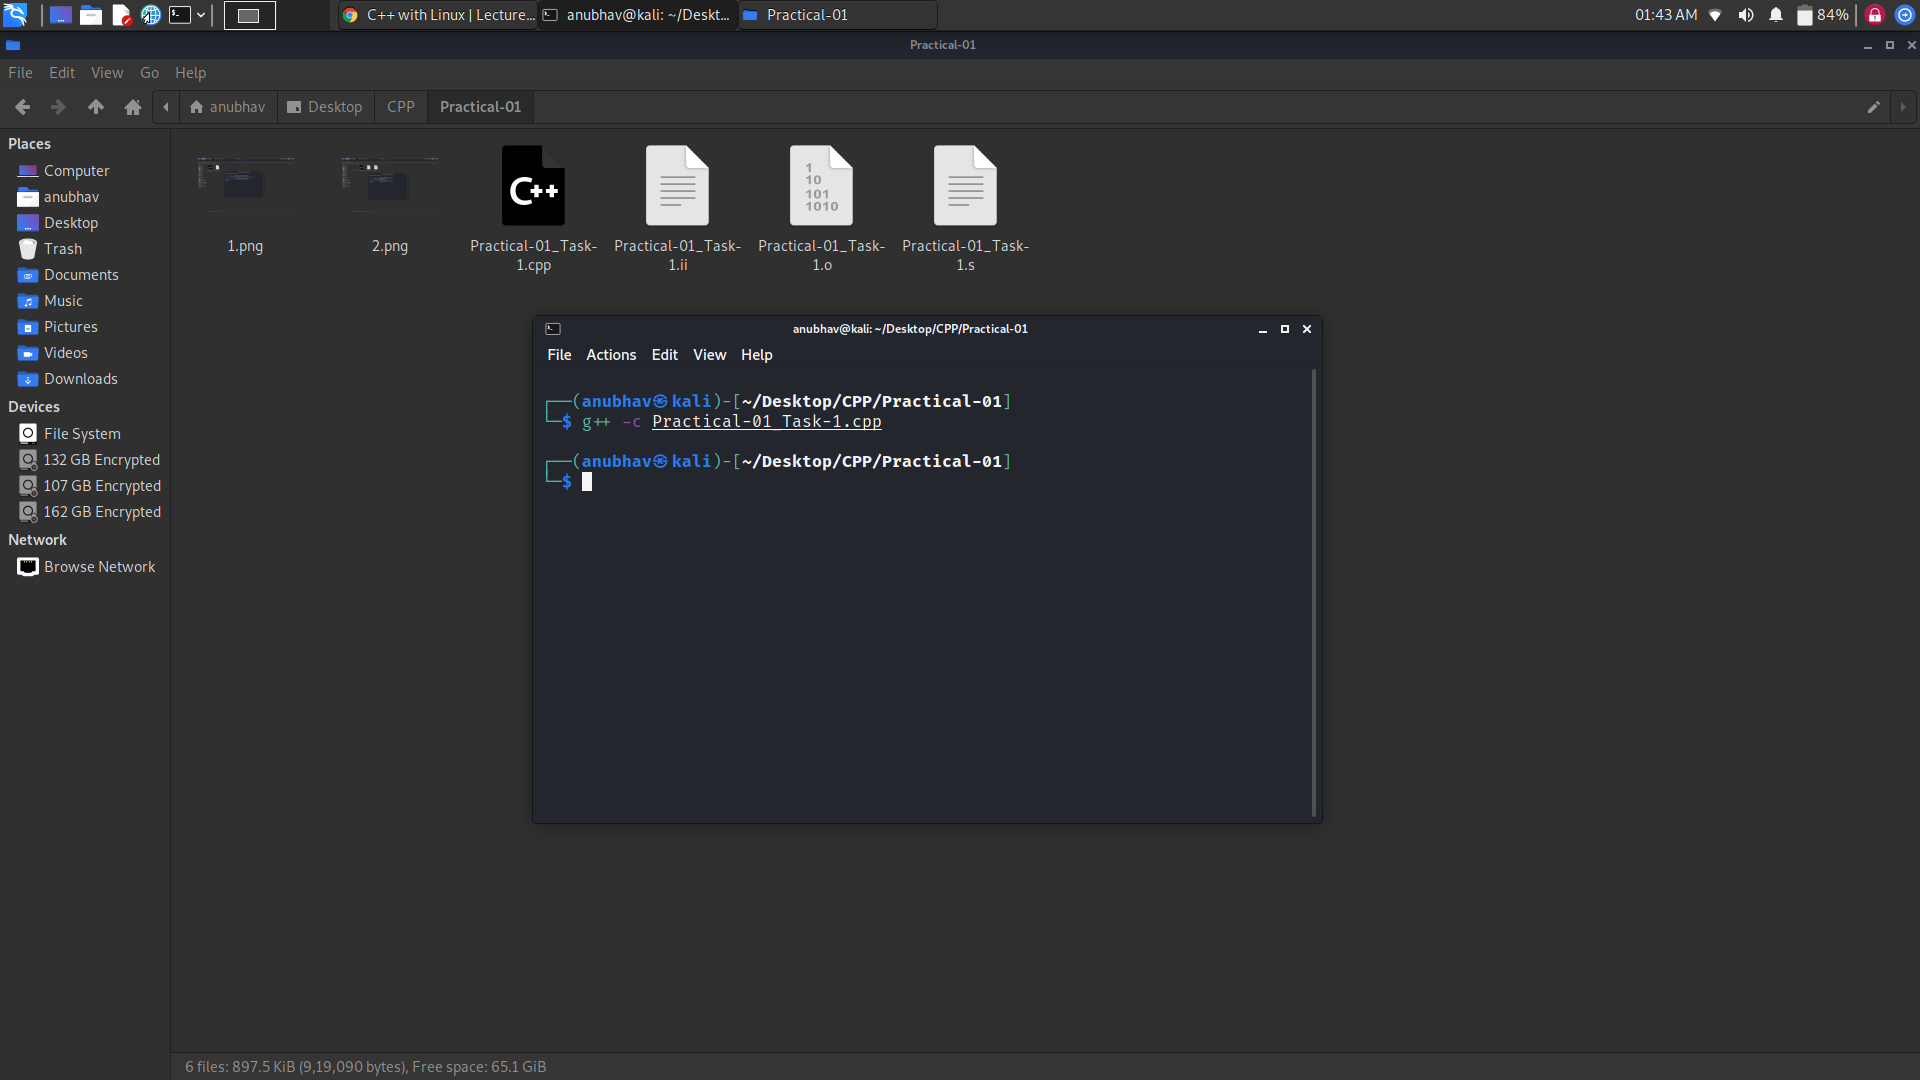 C++ with Linux | Lecture...
anubhav@kali: ~/Deskt...
Practical-01
01:43 AM
84%
Practical-01
File Edit View Go Help
anubhav Desktop CPP Practical-01
Places
Computer
anubhav
Desktop
Trash
Documents
Music
Pictures
Videos
Downloads
Devices
File System
132 GB Encrypted
107 GB Encrypted
162 GB Encrypted
Network
Browse Network
1.png
2.png
C++
Practical-01_Task-
1.cpp
Practical-01_Task-
1.ii
1
10
101
1010
Practical-01_Task-
1.o
Practical-01_Task-
1.s
anubhav@kali: ~/Desktop/CPP/Practical-01
File Actions Edit View Help
┌──(anubhav㉿kali)-[~/Desktop/CPP/Practical-01]
└─$ g++ -c Practical-01_Task-1.cpp
┌──(anubhav㉿kali)-[~/Desktop/CPP/Practical-01]
└─$
6 files: 897.5 KiB (9,19,090 bytes), Free space: 65.1 GiB